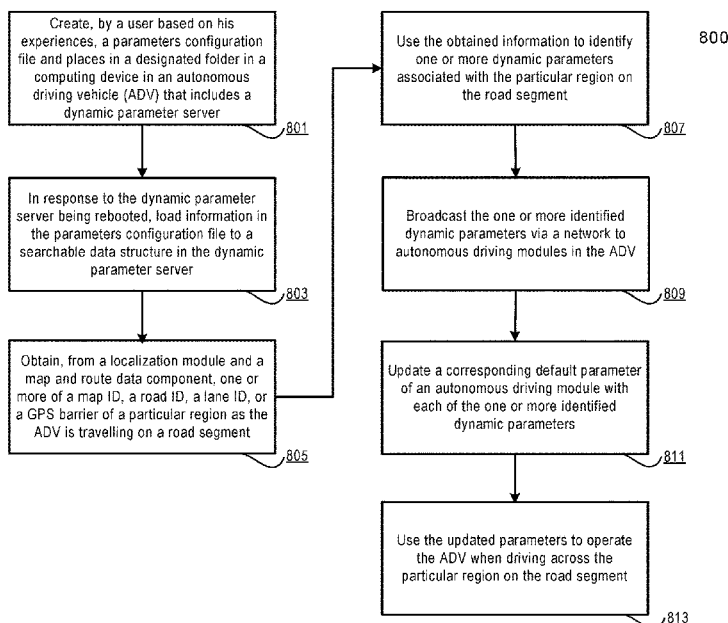 Create, by a user based on his
experiences, a parameters configuration
file and places in a designated folder in a
computing device in an autonomous
driving vehicle (ADV) that includes a
dynamic parameter server
801
In response to the dynamic parameter
server being rebooted, load information in
the parameters configuration file to a
searchable data structure in the dynamic
parameter server
803
Obtain, from a localization module and a
map and route data component, one or
more of a map ID, a road ID, a lane ID, or
a GPS barrier of a particular region as the
ADV is travelling on a road segment
805
800
Use the obtained information to identify
one or more dynamic parameters
associated with the particular region on
the road segment
807
Broadcast the one or more identified
dynamic parameters via a network to
autonomous driving modules in the ADV
809
Update a corresponding default parameter
of an autonomous driving module with
each of the one or more identified
dynamic parameters
811
Use the updated parameters to operate
the ADV when driving across the
particular region on the road segment
813